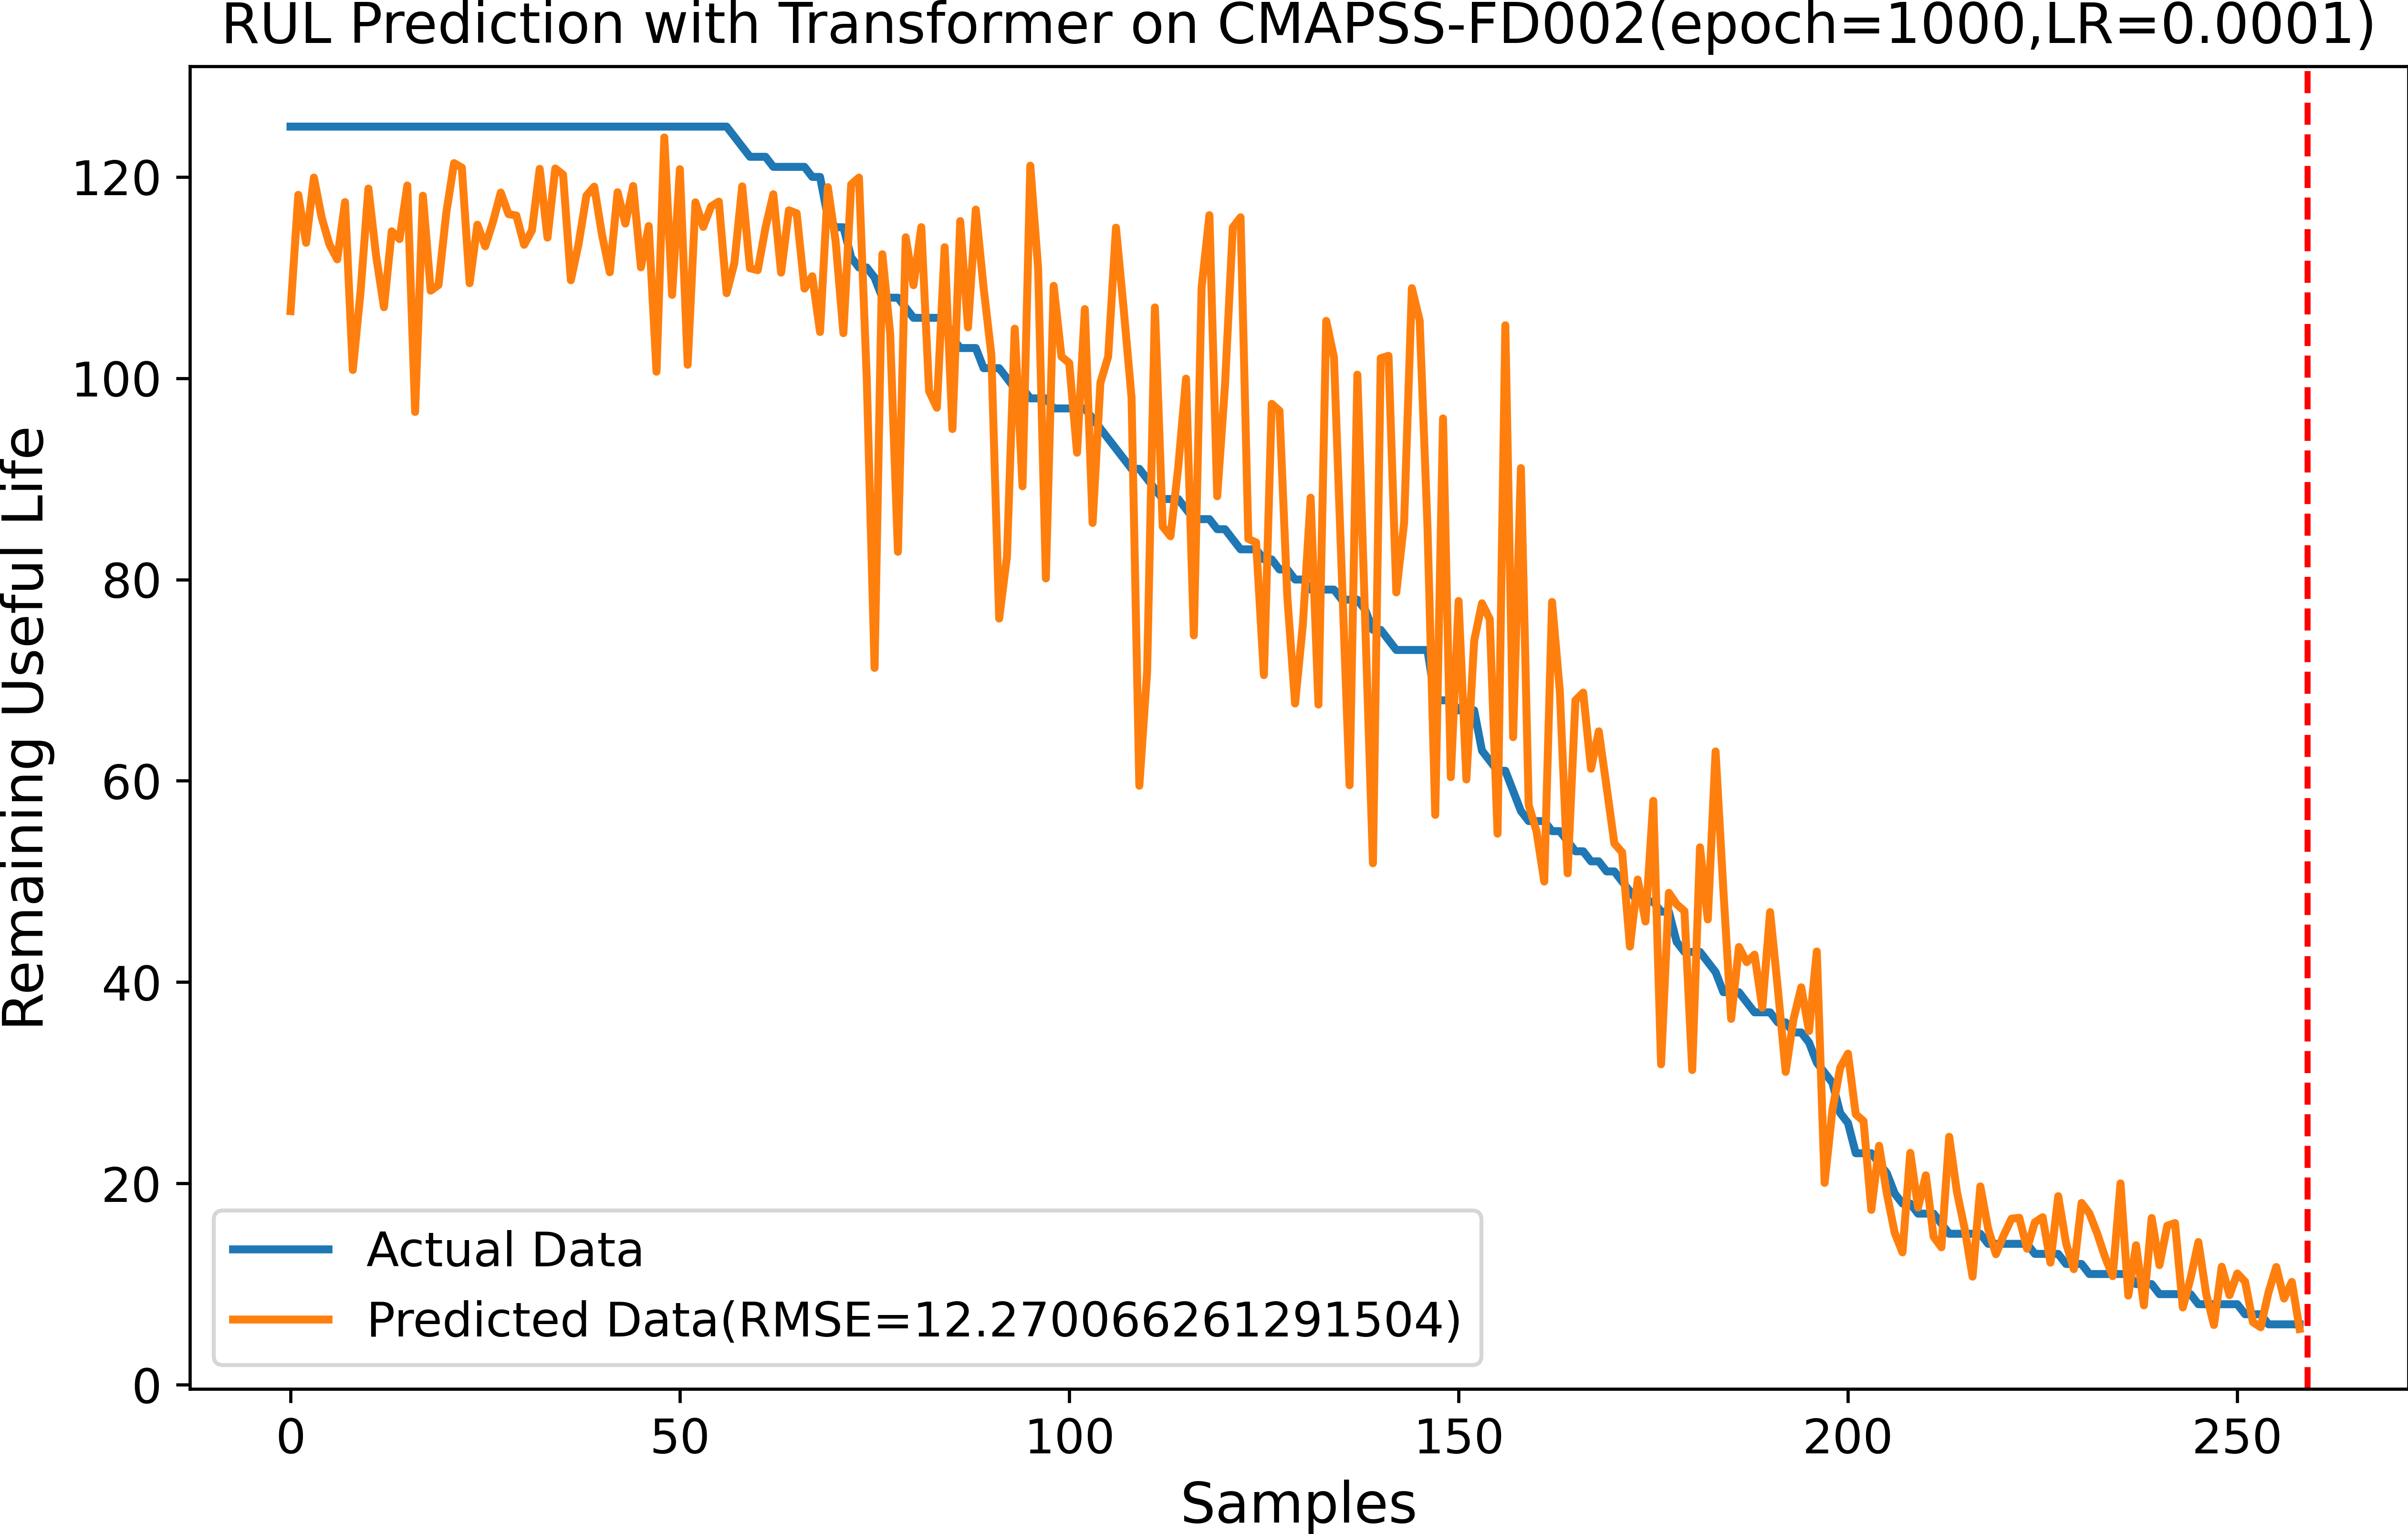 RUL Prediction with Transformer on CMAPSS-FD002(epoch=1000,LR=0.0001)
Remaining Useful Life
120
100
80
60
40
20
0
Actual Data
Predicted Data(RMSE=12.270066261291504)
0 50 100 150 200 250
Samples